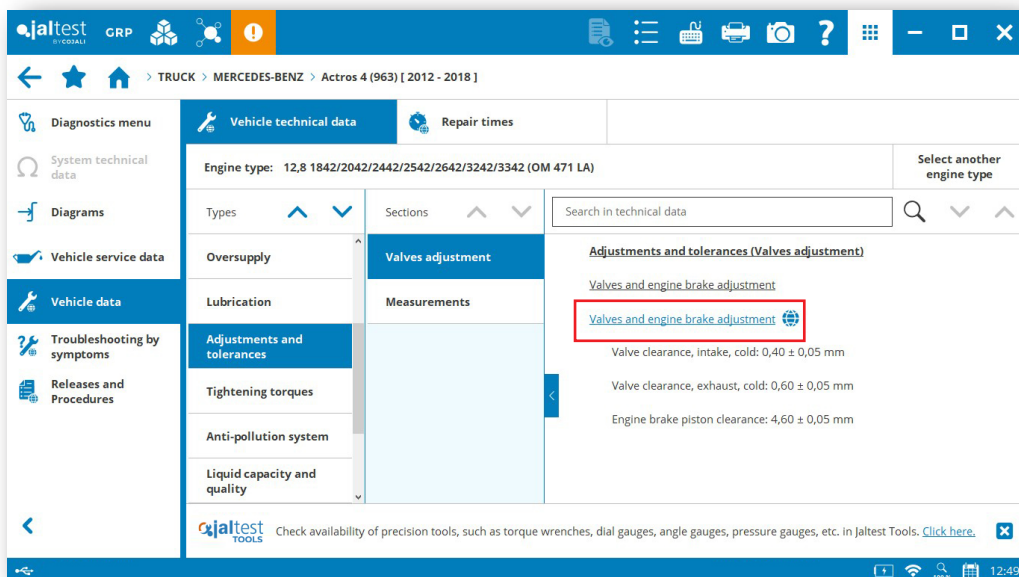 jaltest GRP
BY COJALI
> TRUCK > MERCEDES-BENZ > Actros 4 (963) [ 2012 - 2018 ]
Diagnostics menu
System technical
data
Diagrams
Vehicle service data
Vehicle data
Troubleshooting by
symptoms
Releases and
Procedures
Vehicle technical data
Repair times
Engine type: 12,8 1842/2042/2442/2542/2642/3242/3342 (OM 471 LA)
Select another
engine type
Types
Sections
Search in technical data
Oversupply
Lubrication
Adjustments and
tolerances
Tightening torques
Anti-pollution system
Liquid capacity and
quality
Valves adjustment
Measurements
Adjustments and tolerances (Valves adjustment)
Valves and engine brake adjustment
Valves and engine brake adjustment
Valve clearance, intake, cold: 0,40 ± 0,05 mm
Valve clearance, exhaust, cold: 0,60 ± 0,05 mm
Engine brake piston clearance: 4,60 ± 0,05 mm
jaltest
TOOLS
Check availability of precision tools, such as torque wrenches, dial gauges, angle gauges, pressure gauges, etc. in Jaltest Tools. Click here.
12:49